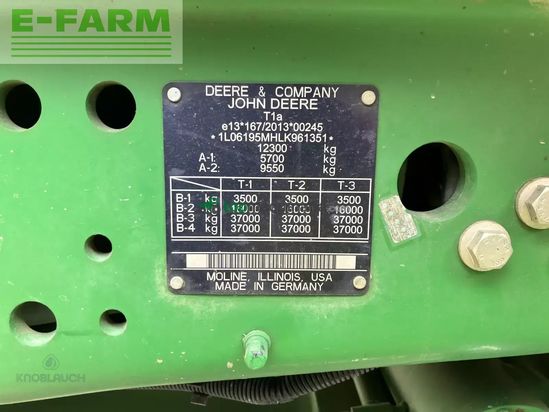 E-FARM
DEERE & COMPANY
JOHN DEERE
T1a
e13*167/2013*00245
*1L06195MHLK961351*
12300 kg
A-1: 5700 kg
A-2: 9550 kg
T-1 T-2 T-3
B-1 kg 3500 3500 3500
B-2 kg 16000 16000 16000
B-3 kg 37000 37000 37000
B-4 kg 37000 37000 37000
MOLINE, ILLINOIS, USA
MADE IN GERMANY
KNOBLAUCH